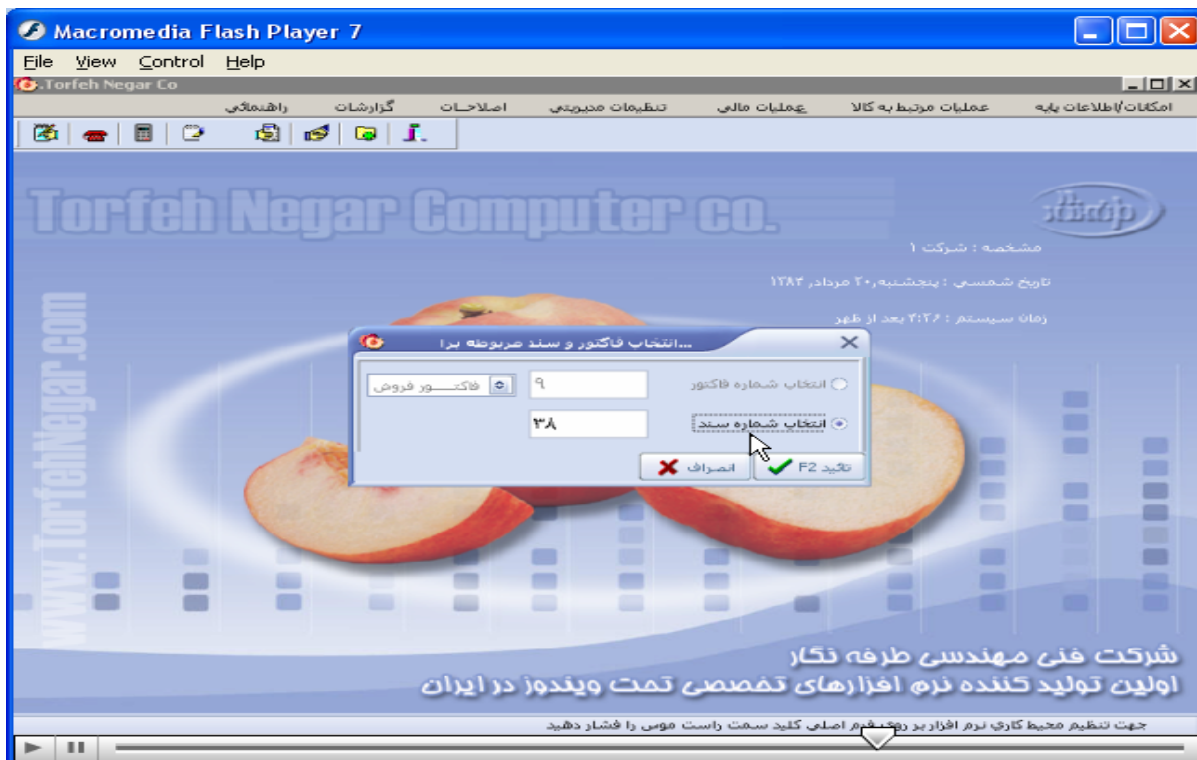 Macromedia Flash Player 7
File View Control Help
.Torfeh Negar Co
امکانات/اطلاعات پایه عملیات مرتبط به کالا عملیات مالی تنظیمات مدیریتی اصلاحات گزارشات راهنمائی
Torfeh Negar Computer co.
مشخصه : شرکت ۱
تاریخ شمسی : پنجشنبه, ۲۰ مرداد, ۱۳۸۴
زمان سیستم : ۴:۲۶ بعد از ظهر
www.TorfehNegar.com
انتخاب فاکتور و سند مربوطه برا...
انتخاب شماره فاکتور ۹ فاکتـــور فروش
انتخاب شماره سند ۳۸
تائید F2 انصراف
شرکت فنی مهندسی طرفه نگار
اولین تولید کننده نرم افزارهای تخصصی تحت ویندوز در ایران
جهت تنظیم محیط کاري نرم افزار بر روی فرم اصلی کلید سمت راست موس را فشار دهید